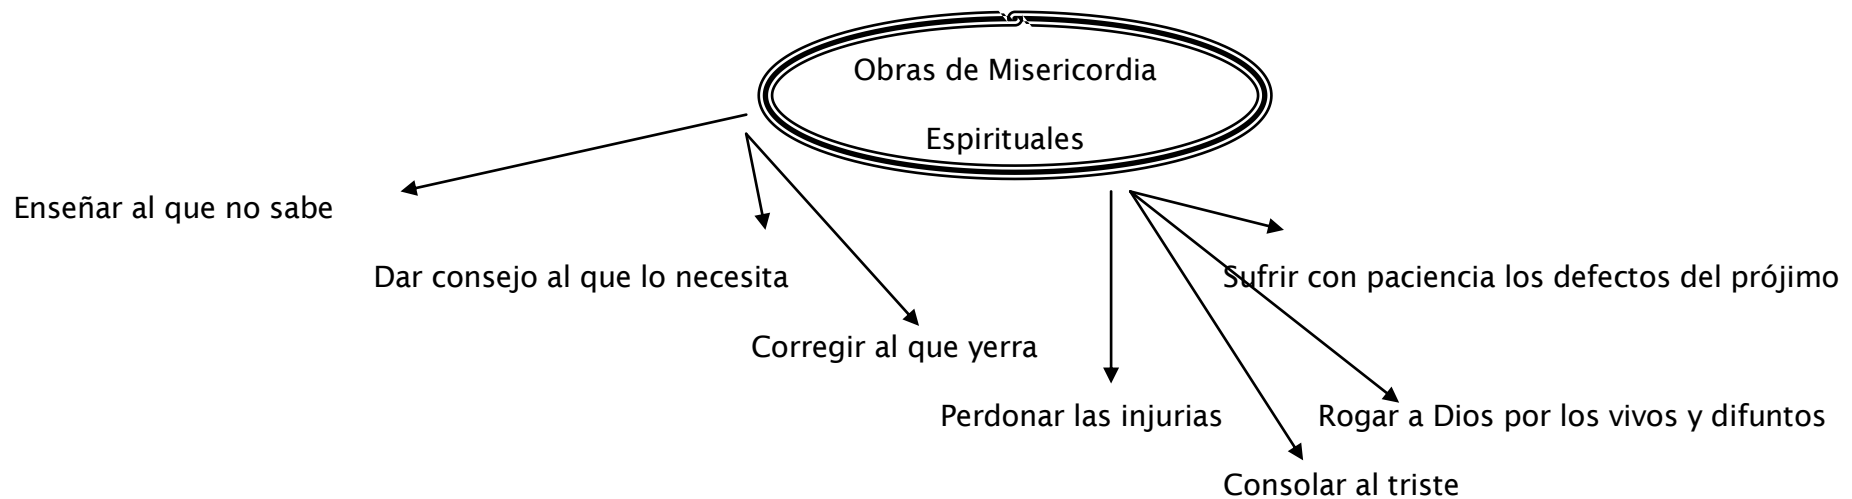 Obras de Misericordia
Espirituales
Enseñar al que no sabe
Dar consejo al que lo necesita
Sufrir con paciencia los defectos del prójimo
Corregir al que yerra
Perdonar las injurias
Rogar a Dios por los vivos y difuntos
Consolar al triste